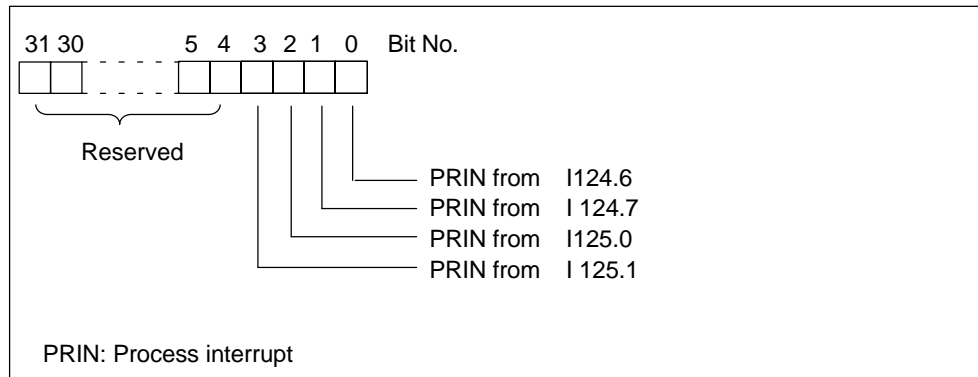 31 30 5 4 3 2 1 0 Bit No.
Reserved
PRIN from I124.6
PRIN from I 124.7
PRIN from I125.0
PRIN from I 125.1
PRIN: Process interrupt